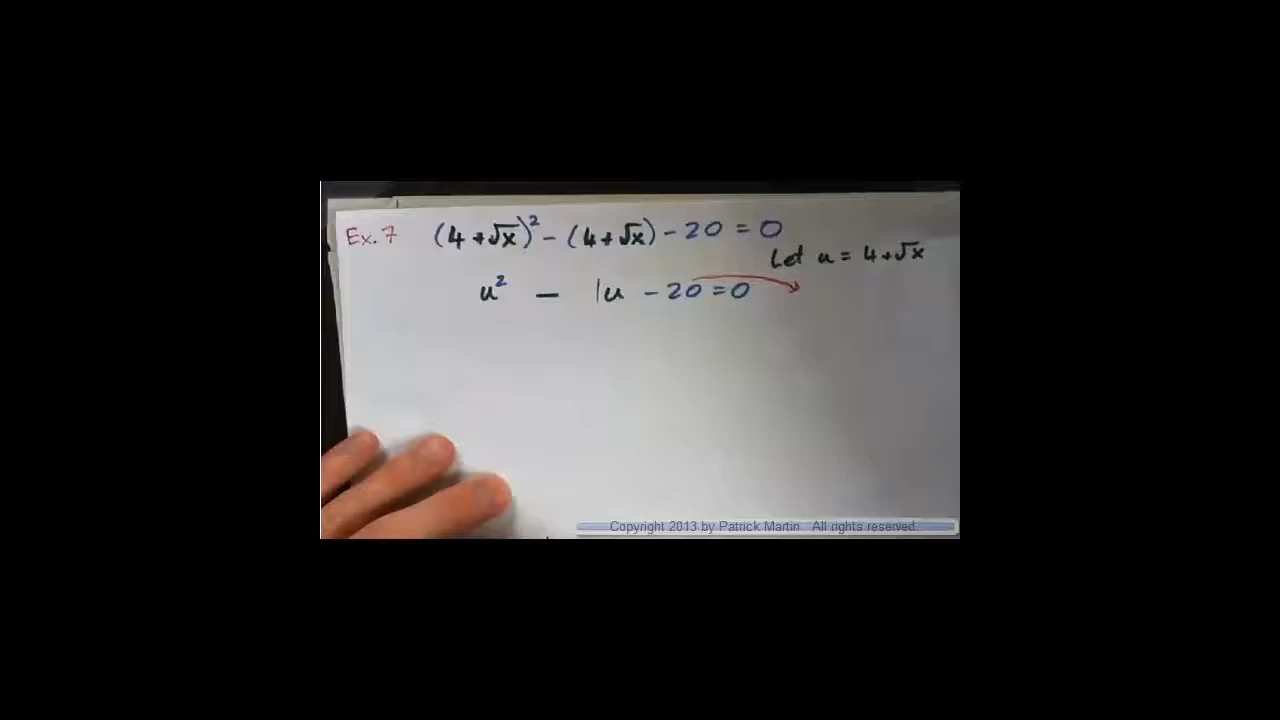 Ex. 7 (4+√x)² - (4+√x) - 20 = 0
Let u = 4+√x
u² - 1u - 20 = 0
Copyright 2013 by Patrick Martin. All rights reserved.